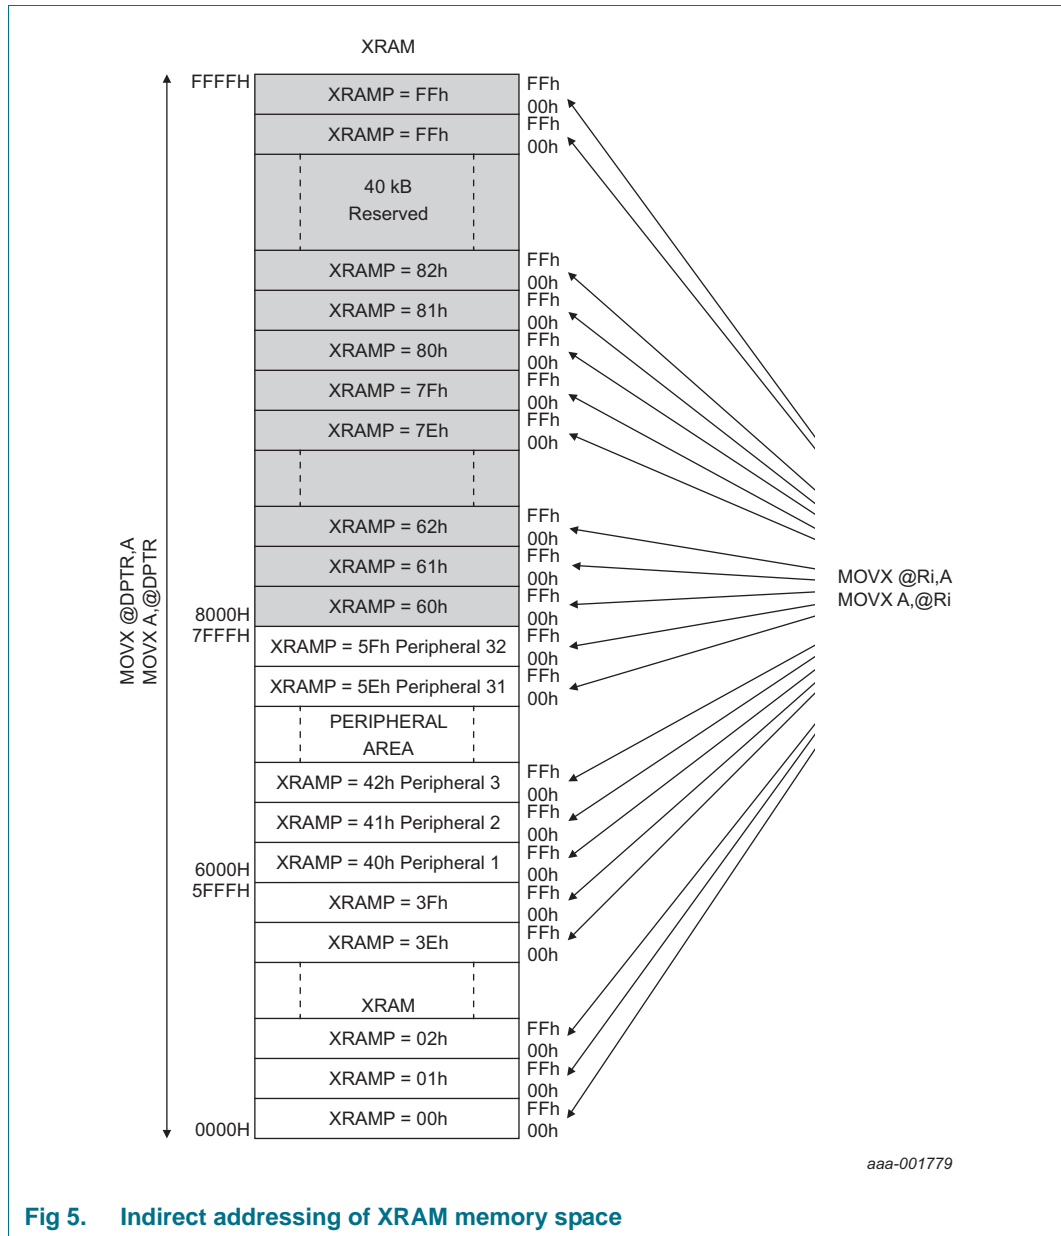 XRAM
FFFFH
XRAMP = FFh
FFh
00h
XRAMP = FFh
FFh
00h
40 kB
Reserved
XRAMP = 82h
FFh
00h
XRAMP = 81h
FFh
00h
XRAMP = 80h
FFh
00h
XRAMP = 7Fh
FFh
00h
XRAMP = 7Eh
FFh
00h
XRAMP = 62h
FFh
00h
XRAMP = 61h
FFh
00h
XRAMP = 60h
FFh
00h
8000H
7FFFH
XRAMP = 5Fh Peripheral 32
FFh
00h
XRAMP = 5Eh Peripheral 31
FFh
00h
PERIPHERAL
AREA
XRAMP = 42h Peripheral 3
FFh
00h
XRAMP = 41h Peripheral 2
FFh
00h
XRAMP = 40h Peripheral 1
FFh
00h
6000H
5FFFH
XRAMP = 3Fh
FFh
00h
XRAMP = 3Eh
FFh
00h
XRAM
XRAMP = 02h
FFh
00h
XRAMP = 01h
FFh
00h
XRAMP = 00h
FFh
00h
0000H
MOVX @DPTR,A
MOVX A,@DPTR
MOVX @Ri,A
MOVX A,@Ri
aaa-001779
Fig 5. Indirect addressing of XRAM memory space